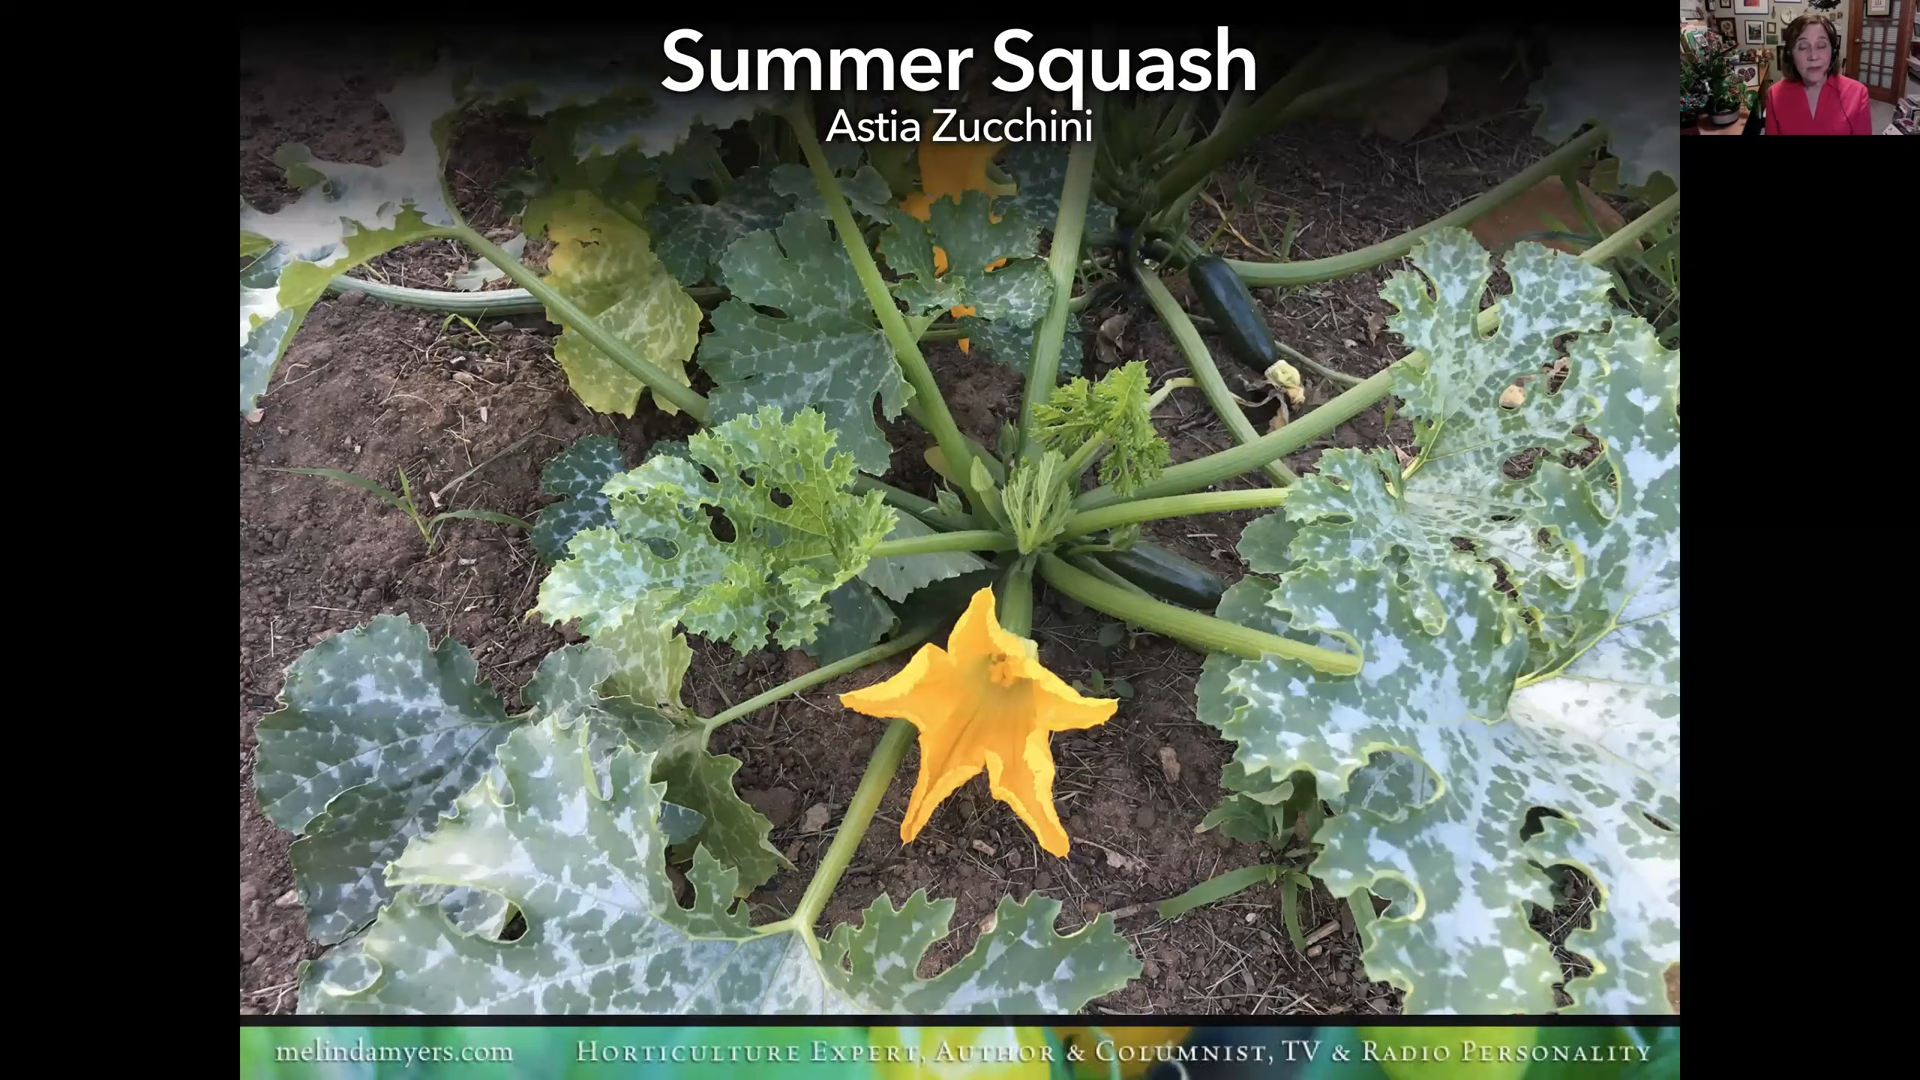 Summer Squash
Astia Zucchini
melindamyers.com
Horticulture Expert, Author & Columnist, TV & Radio Personality